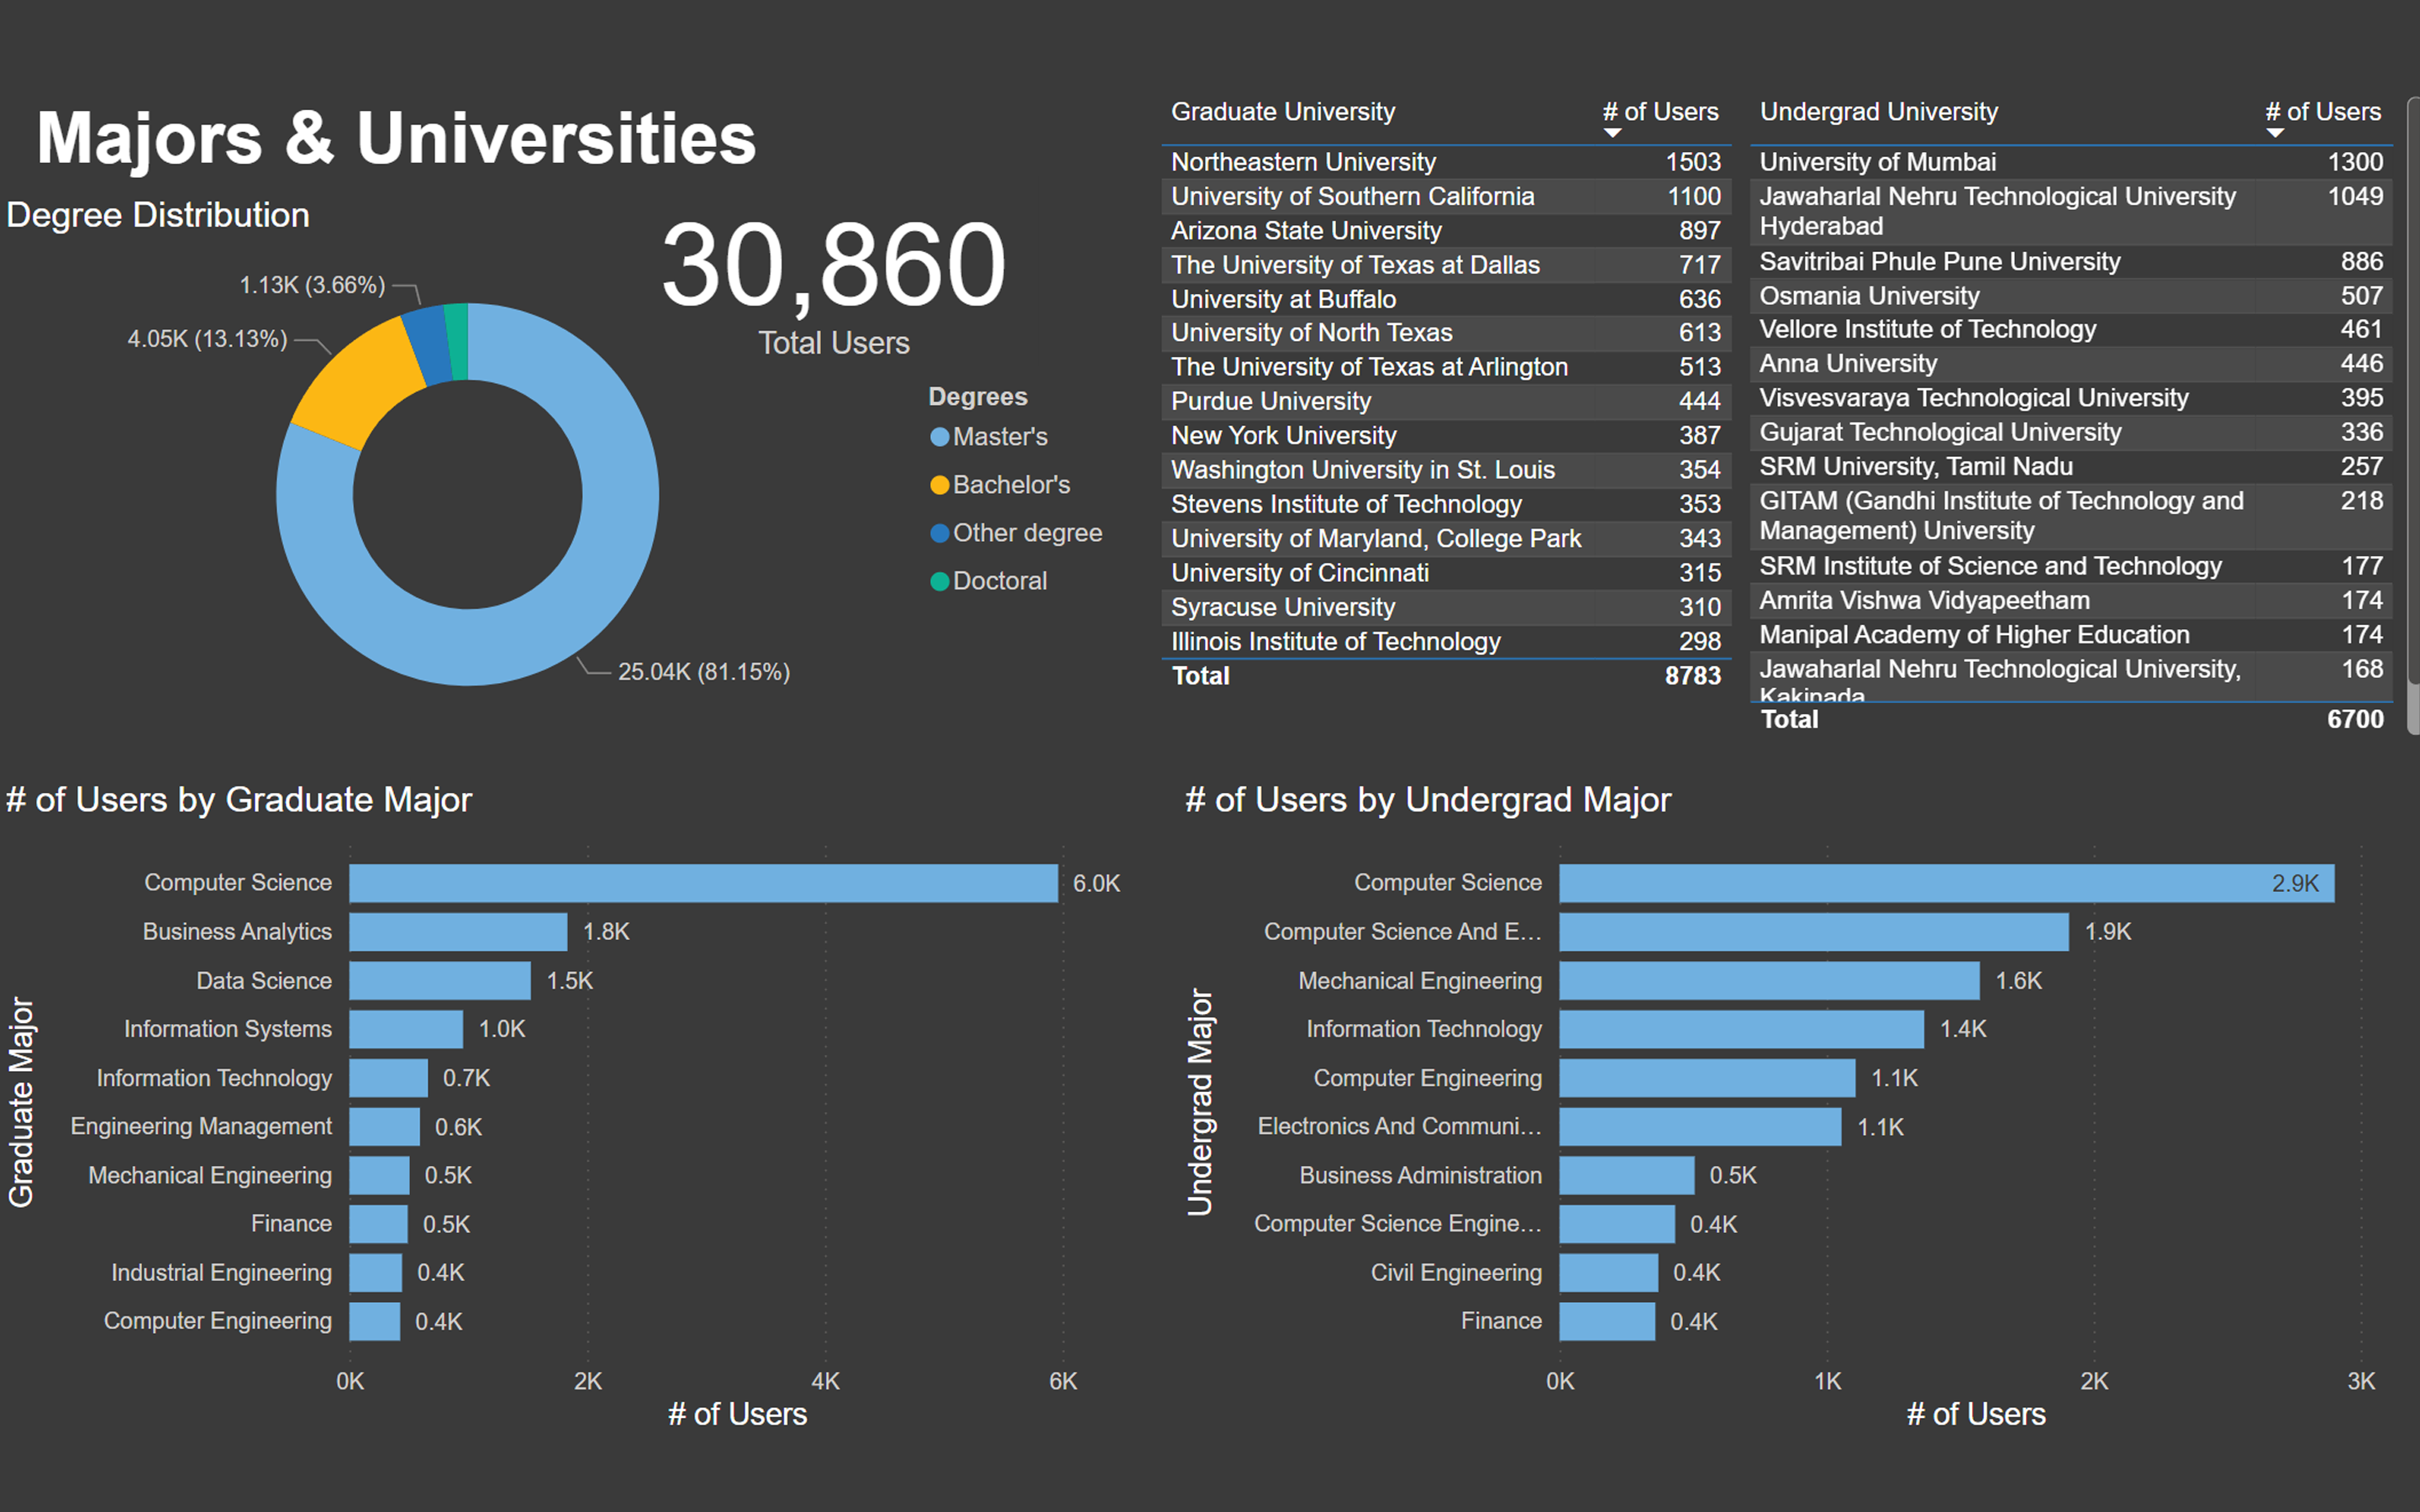 Majors & Universities
Degree Distribution
30,860
Total Users
1.13K (3.66%)
4.05K (13.13%)
25.04K (81.15%)
Degrees
Master's
Bachelor's
Other degree
Doctoral
Graduate University # of Users
Northeastern University 1503
University of Southern California 1100
Arizona State University 897
The University of Texas at Dallas 717
University at Buffalo 636
University of North Texas 613
The University of Texas at Arlington 513
Purdue University 444
New York University 387
Washington University in St. Louis 354
Stevens Institute of Technology 353
University of Maryland, College Park 343
University of Cincinnati 315
Syracuse University 310
Illinois Institute of Technology 298
Total 8783
Undergrad University # of Users
University of Mumbai 1300
Jawaharlal Nehru Technological University 1049
Hyderabad
Savitribai Phule Pune University 886
Osmania University 507
Vellore Institute of Technology 461
Anna University 446
Visvesvaraya Technological University 395
Gujarat Technological University 336
SRM University, Tamil Nadu 257
GITAM (Gandhi Institute of Technology and 218
Management) University
SRM Institute of Science and Technology 177
Amrita Vishwa Vidyapeetham 174
Manipal Academy of Higher Education 174
Jawaharlal Nehru Technological University, 168
Kakinada
Total 6700
# of Users by Graduate Major
Graduate Major
Computer Science 6.0K
Business Analytics 1.8K
Data Science 1.5K
Information Systems 1.0K
Information Technology 0.7K
Engineering Management 0.6K
Mechanical Engineering 0.5K
Finance 0.5K
Industrial Engineering 0.4K
Computer Engineering 0.4K
0K 2K 4K 6K
# of Users
# of Users by Undergrad Major
Undergrad Major
Computer Science 2.9K
Computer Science And E... 1.9K
Mechanical Engineering 1.6K
Information Technology 1.4K
Computer Engineering 1.1K
Electronics And Communi... 1.1K
Business Administration 0.5K
Computer Science Engine... 0.4K
Civil Engineering 0.4K
Finance 0.4K
0K 1K 2K 3K
# of Users